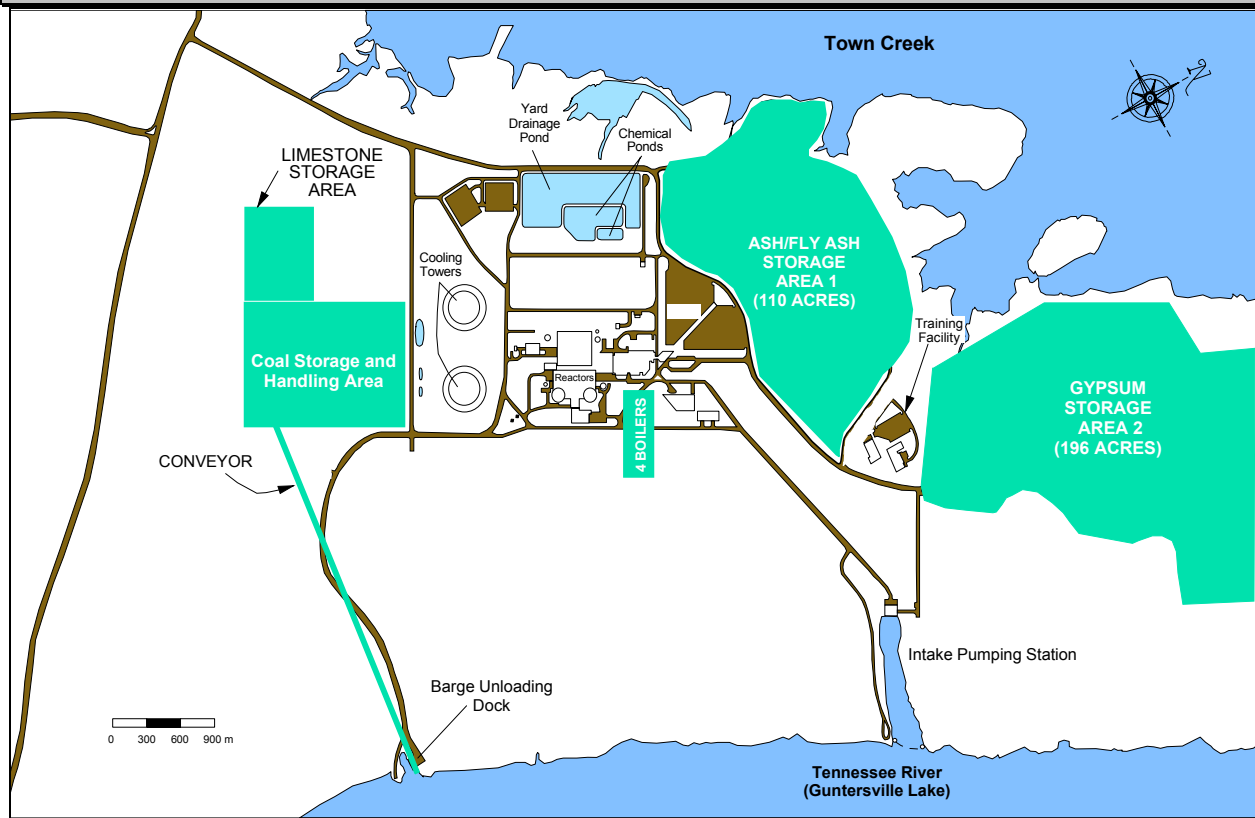 Town Creek
N
Yard
Drainage
Pond
Chemical
Ponds
LIMESTONE
STORAGE
AREA
ASH/FLY ASH
STORAGE
AREA 1
(110 ACRES)
Cooling
Towers
Training
Facility
Coal Storage and
Handling Area
Reactors
GYPSUM
STORAGE
AREA 2
(196 ACRES)
4 BOILERS
CONVEYOR
Intake Pumping Station
Barge Unloading
Dock
0 300 600 900 m
Tennessee River
(Guntersville Lake)